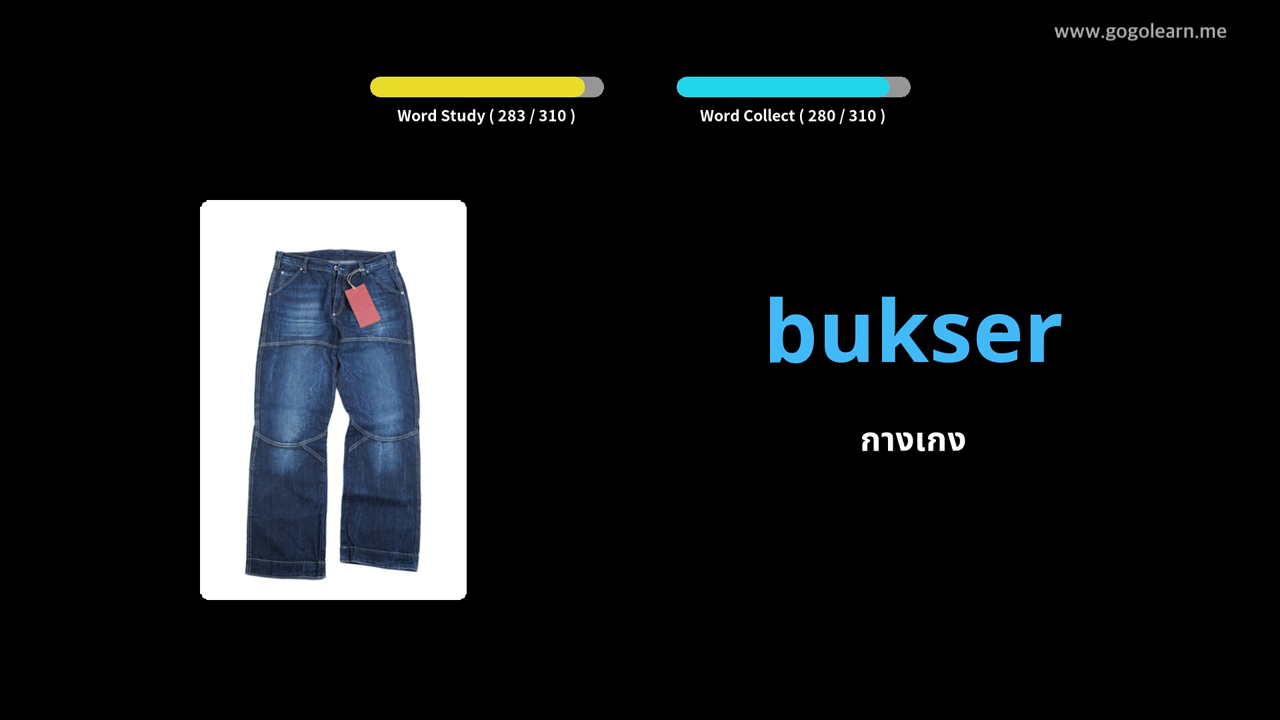 www.gogolearn.me
Word Study ( 283 / 310 )
Word Collect ( 280 / 310 )
bukser
กางเกง